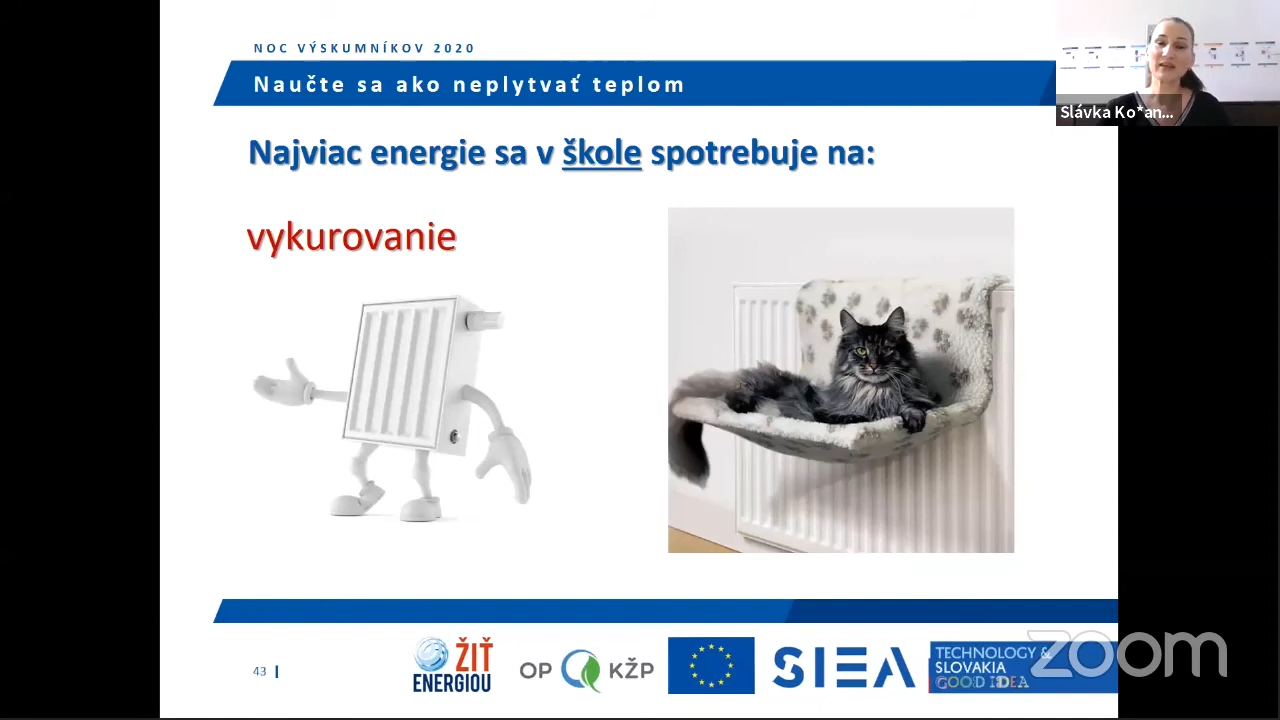 NOC VÝSKUMNÍKOV 2020
Naučte sa ako neplytvať teplom
Slávka Ko*an...
Najviac energie sa v škole spotrebuje na:
vykurovanie
43
ŽIŤ
ENERGIOU
OP KŽP
SIEA
TECHNOLOGY &
SLOVAKIA
GOOD IDEA
zoom